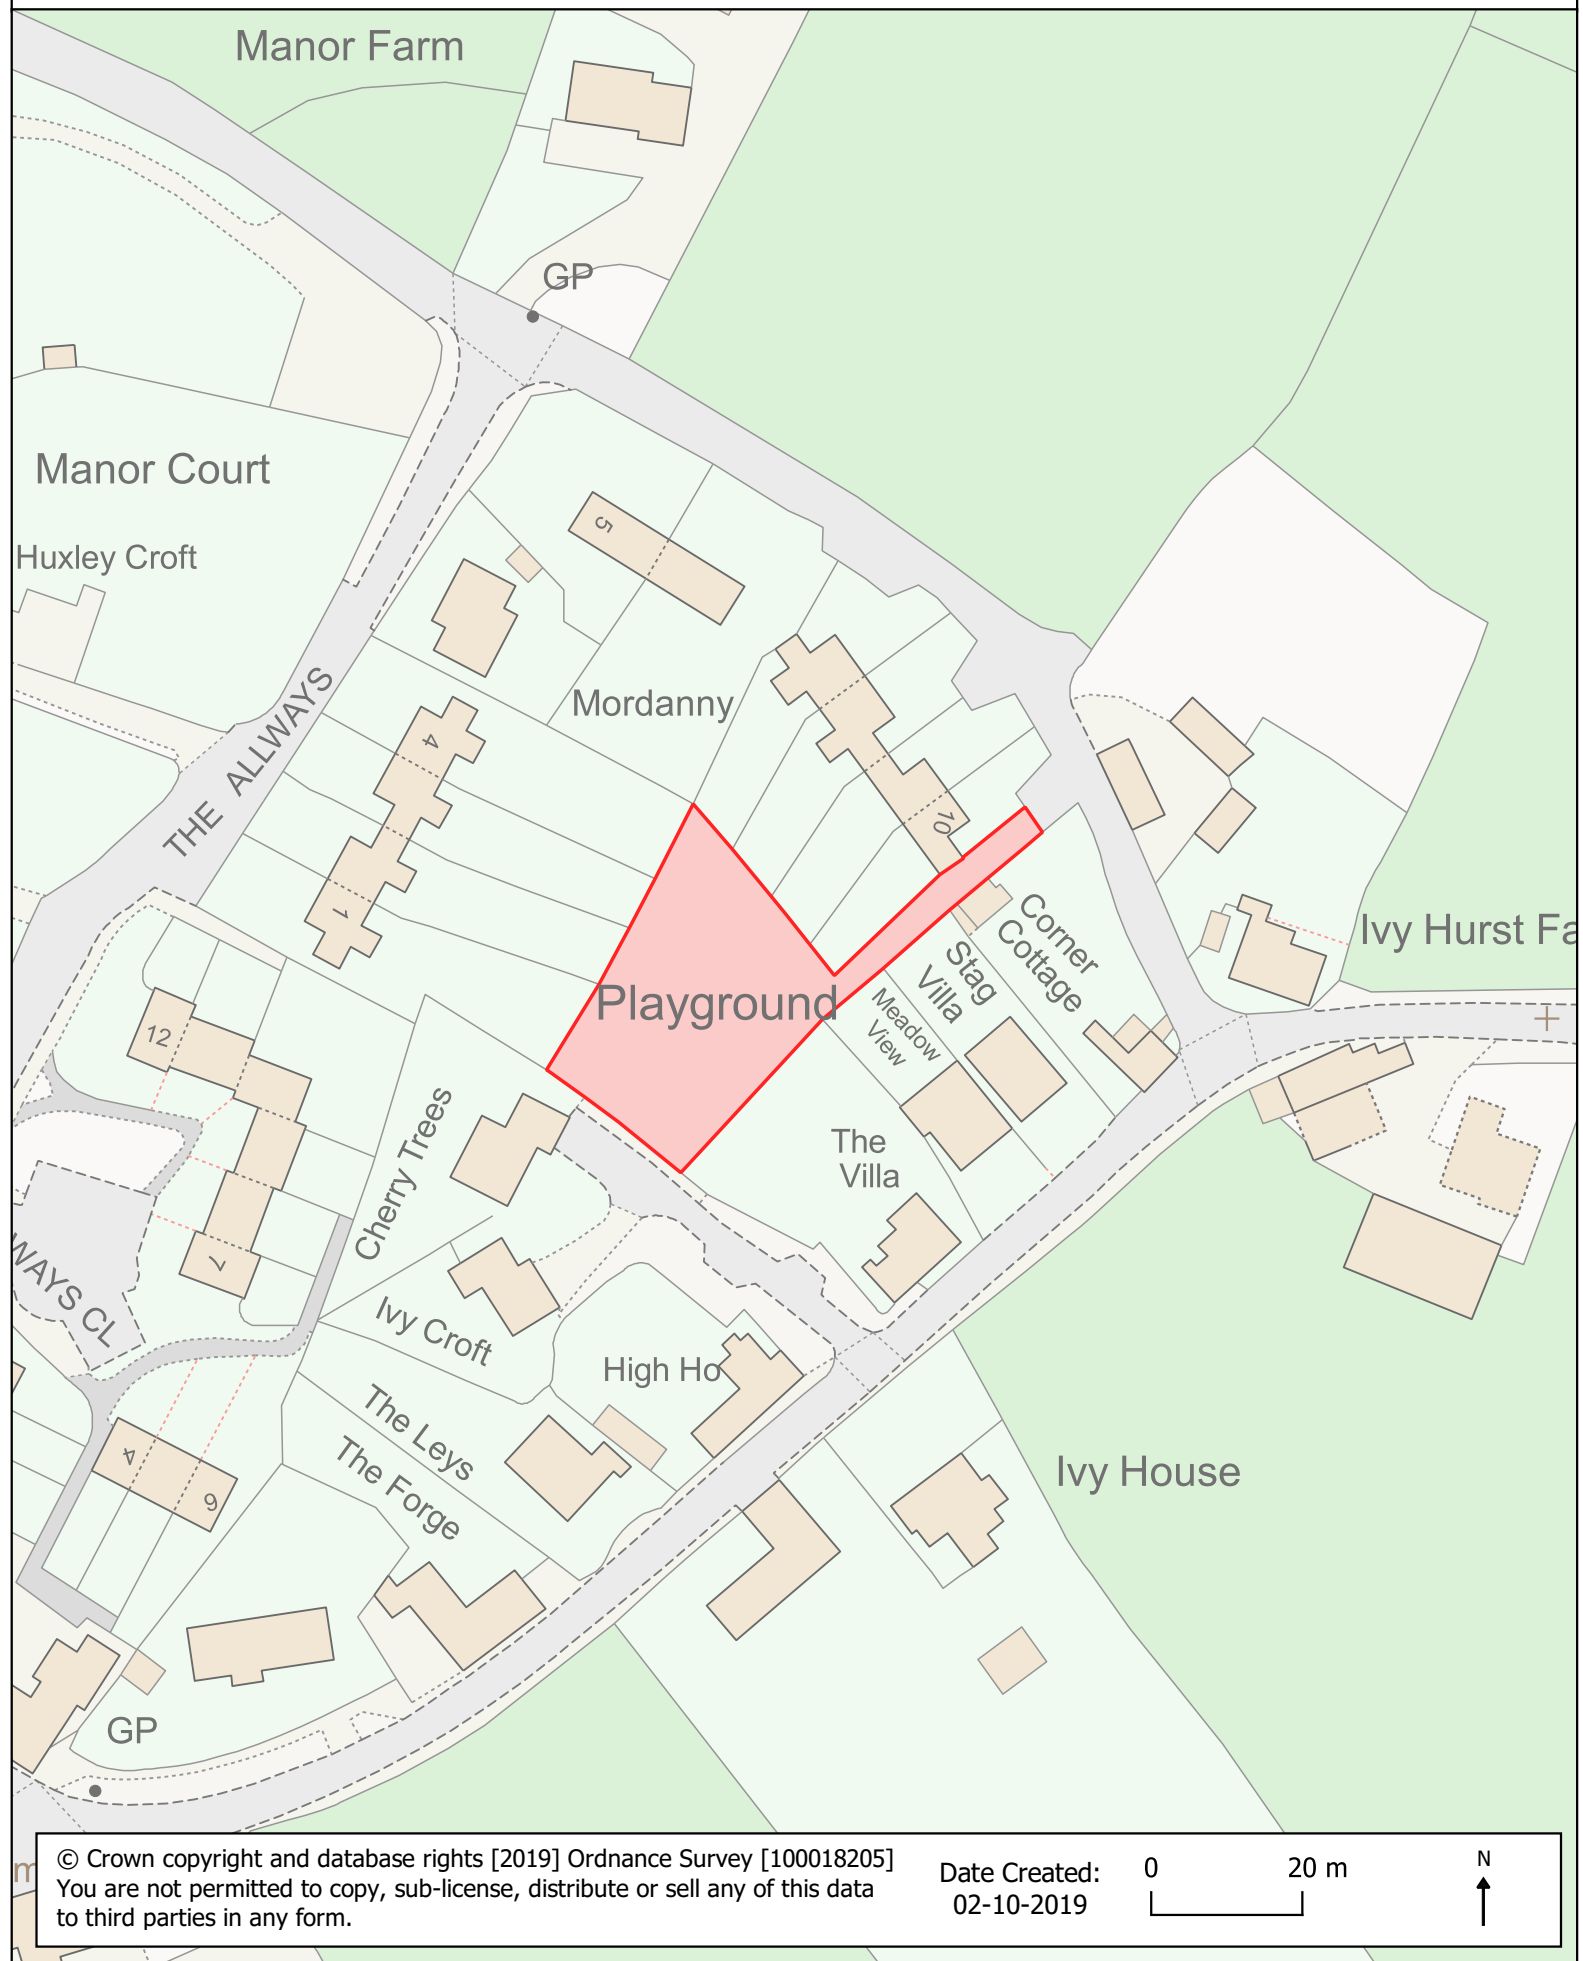 Manor Farm
GP
Manor Court
Huxley Croft
5
Mordanny
4
THE ALLWAYS
10
1
Corner
Cottage
Stag
Villa
Ivy Hurst Fa
Playground
Meadow
View
12
Cherry Trees
The
Villa
7
WAYS CL
Ivy Croft
High Ho
The Leys
The Forge
4
6
Ivy House
GP
m
© Crown copyright and database rights [2019] Ordnance Survey [100018205]
You are not permitted to copy, sub-license, distribute or sell any of this data
to third parties in any form.
Date Created:
02-10-2019
0 20 m
N